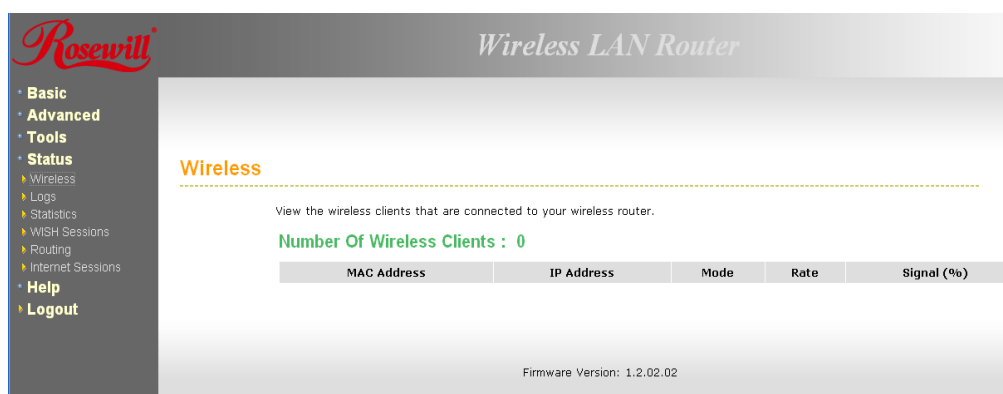 Rosewill
Wireless LAN Router
Basic
Advanced
Tools
Status
Wireless
Logs
Statistics
WISH Sessions
Routing
Internet Sessions
Help
Logout
Wireless
View the wireless clients that are connected to your wireless router.
Number Of Wireless Clients : 0
MAC Address IP Address Mode Rate Signal (%)
Firmware Version: 1.2.02.02